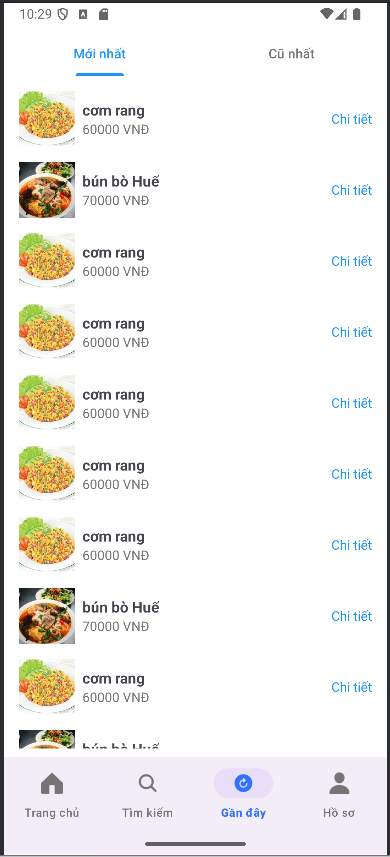 10:29
Mới nhất Cũ nhất
cơm rang
60000 VNĐ
Chi tiết
bún bò Huế
70000 VNĐ
Chi tiết
cơm rang
60000 VNĐ
Chi tiết
cơm rang
60000 VNĐ
Chi tiết
cơm rang
60000 VNĐ
Chi tiết
cơm rang
60000 VNĐ
Chi tiết
cơm rang
60000 VNĐ
Chi tiết
bún bò Huế
70000 VNĐ
Chi tiết
cơm rang
60000 VNĐ
Chi tiết
bún bò Huế
Trang chủ Tìm kiếm Gần đây Hồ sơ